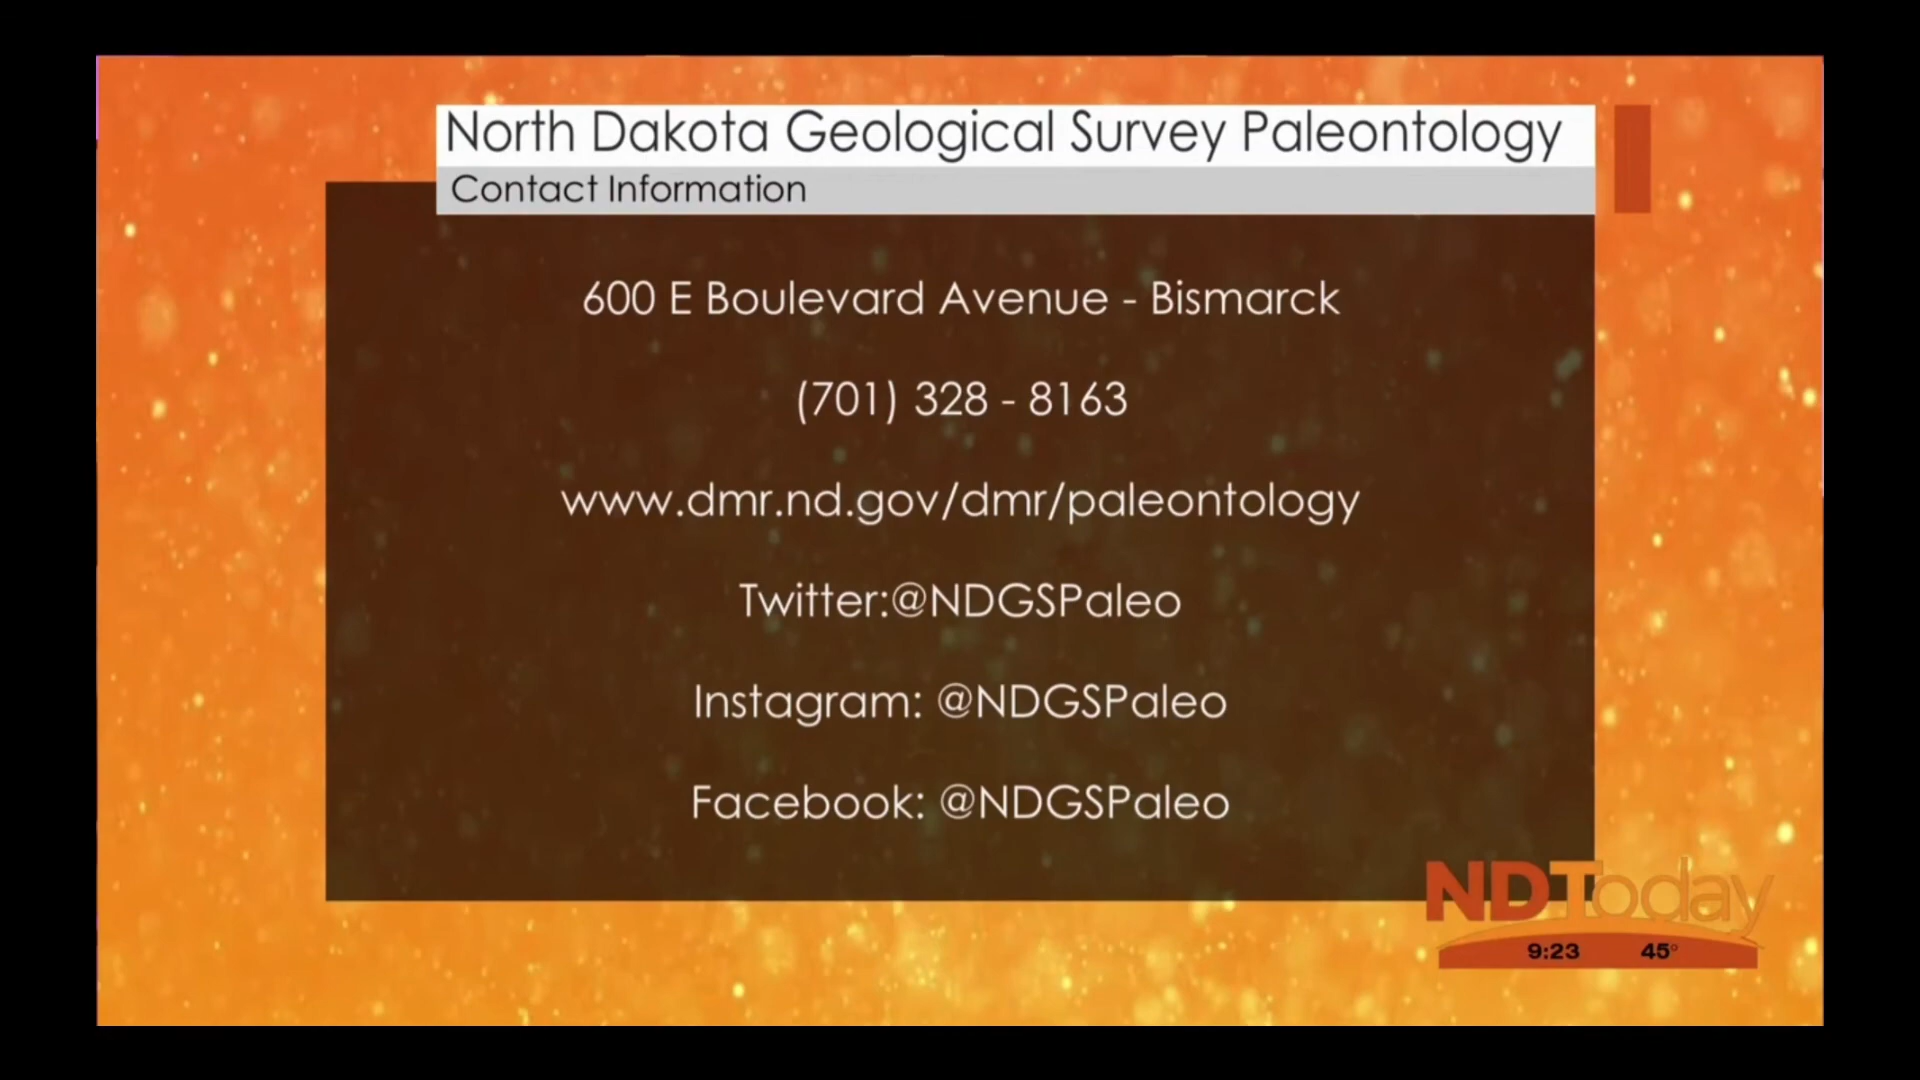 North Dakota Geological Survey Paleontology
Contact Information
600 E Boulevard Avenue - Bismarck
(701) 328 - 8163
www.dmr.nd.gov/dmr/paleontology
Twitter:@NDGSPaleo
Instagram: @NDGSPaleo
Facebook: @NDGSPaleo
NDToday
9:23 45°